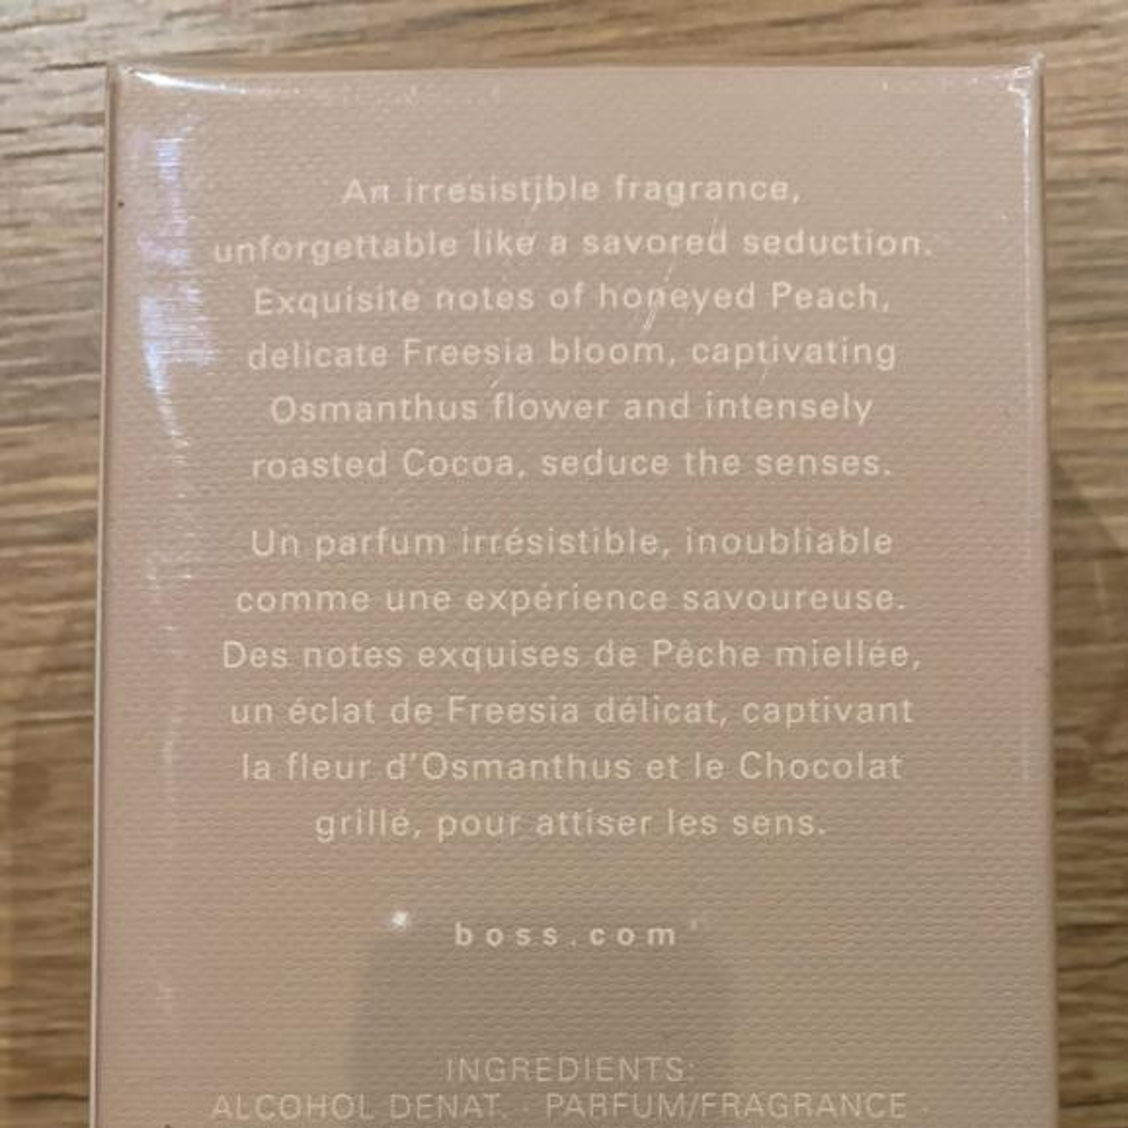 An irresistible fragrance,
unforgettable like a savored seduction.
Exquisite notes of honeyed Peach,
delicate Freesia bloom, captivating
Osmanthus flower and intensely
roasted Cocoa, seduce the senses.
Un parfum irrésistible, inoubliable
comme une expérience savoureuse.
Des notes exquises de Pêche miellée,
un éclat de Freesia délicat, captivant
la fleur d’Osmanthus et le Chocolat
grillé, pour attiser les sens.
boss.com
INGREDIENTS:
ALCOHOL DENAT. · PARFUM/FRAGRANCE ·